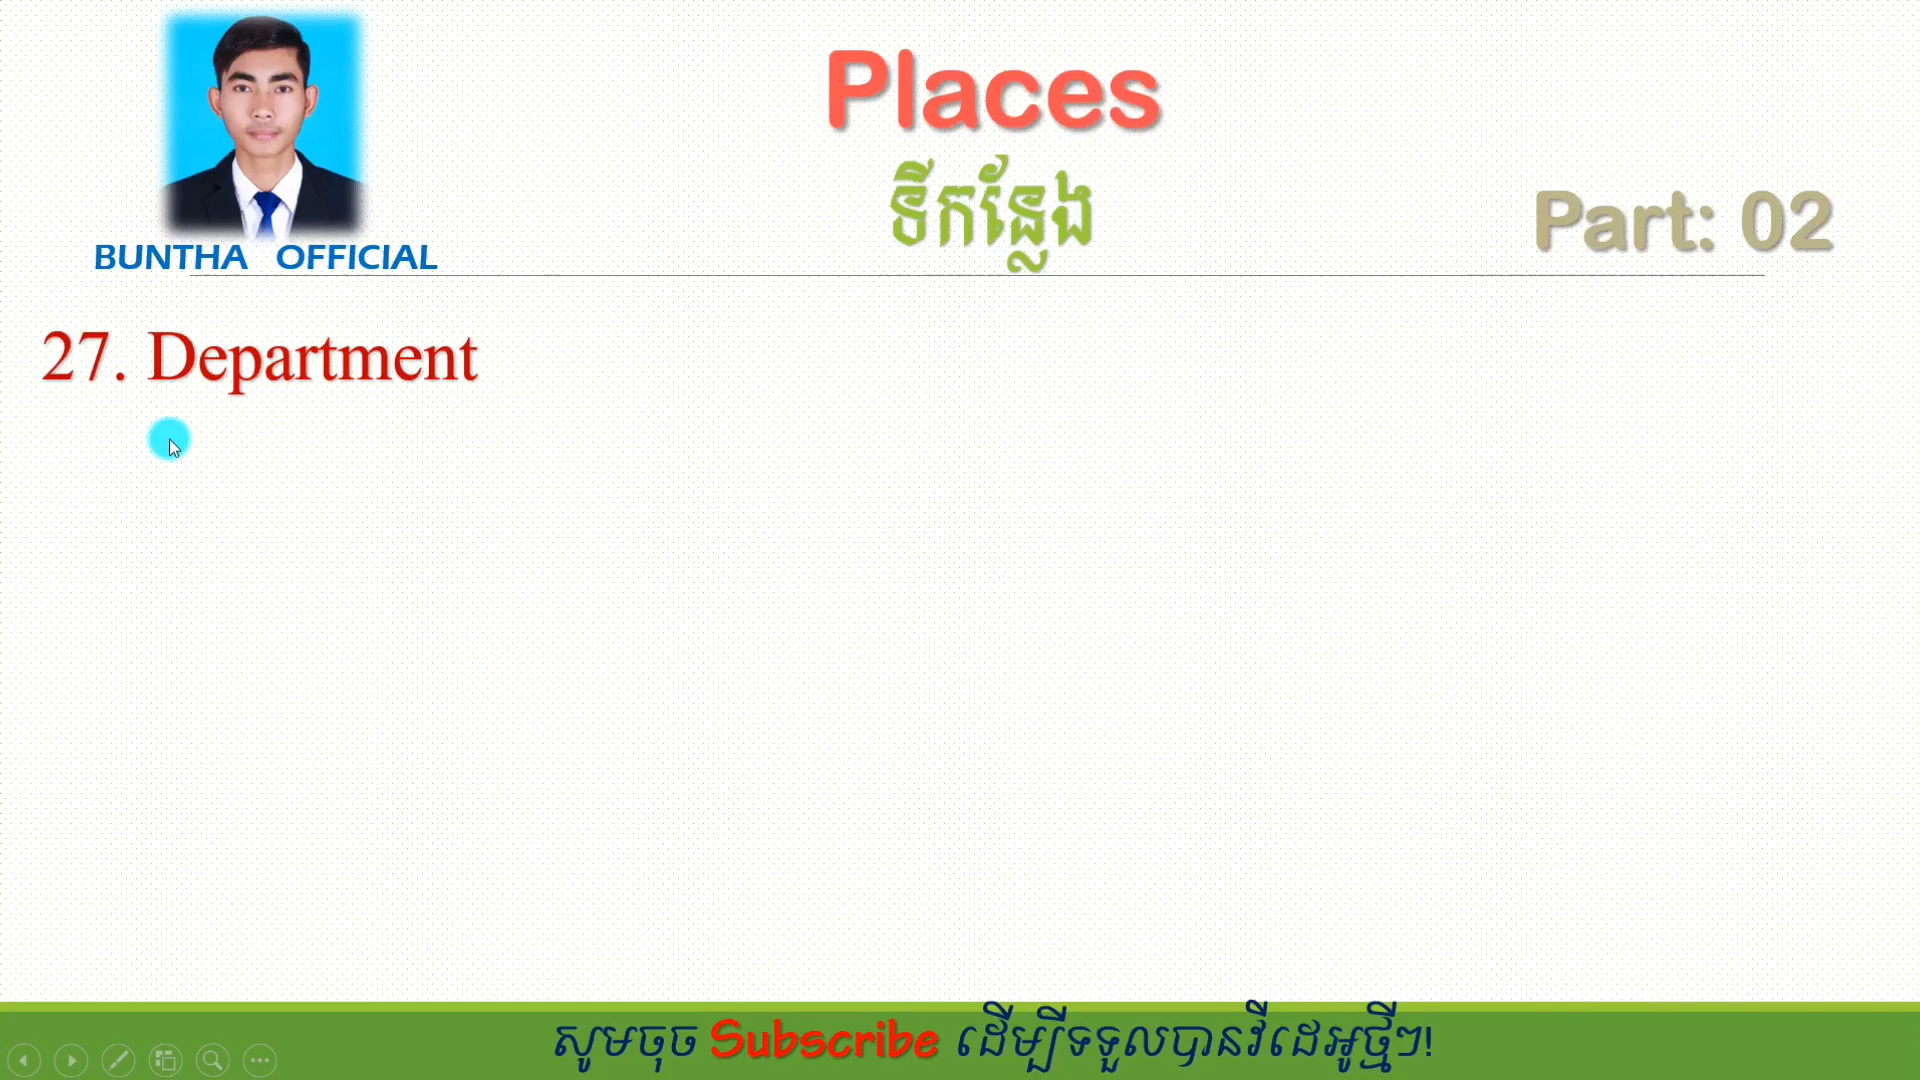 Places
ទីកន្លែង
Part: 02
BUNTHA OFFICIAL
27. Department
សូមចុច Subscribe ដើម្បីទទួលបានវីដេអូថ្មីៗ!